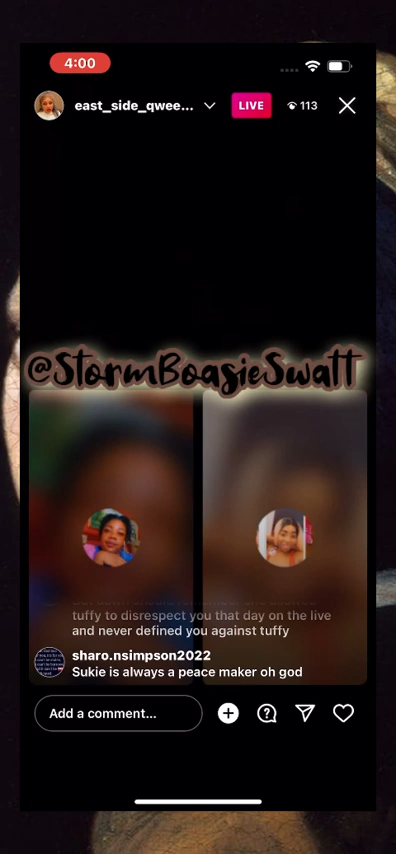 4:00
east_side_qwee...
LIVE
113
@StormBoasieSwatt
tuffy to disrespect you that day on the live
and never defined you against tuffy
sharo.nsimpson2022
Sukie is always a peace maker oh god
Add a comment...